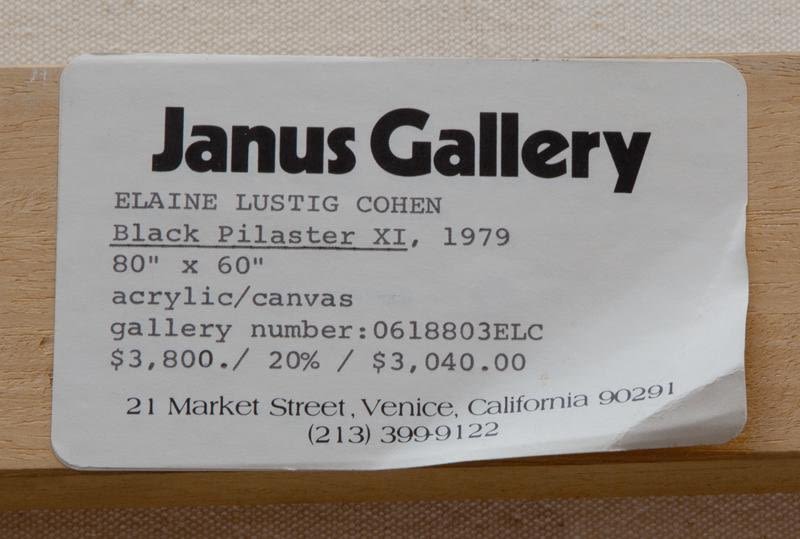 Janus Gallery
ELAINE LUSTIG COHEN
Black Pilaster XI, 1979
80" x 60"
acrylic/canvas
gallery number:0618803ELC
$3,800./ 20% / $3,040.00
21 Market Street, Venice, California 90291
(213) 399-9122